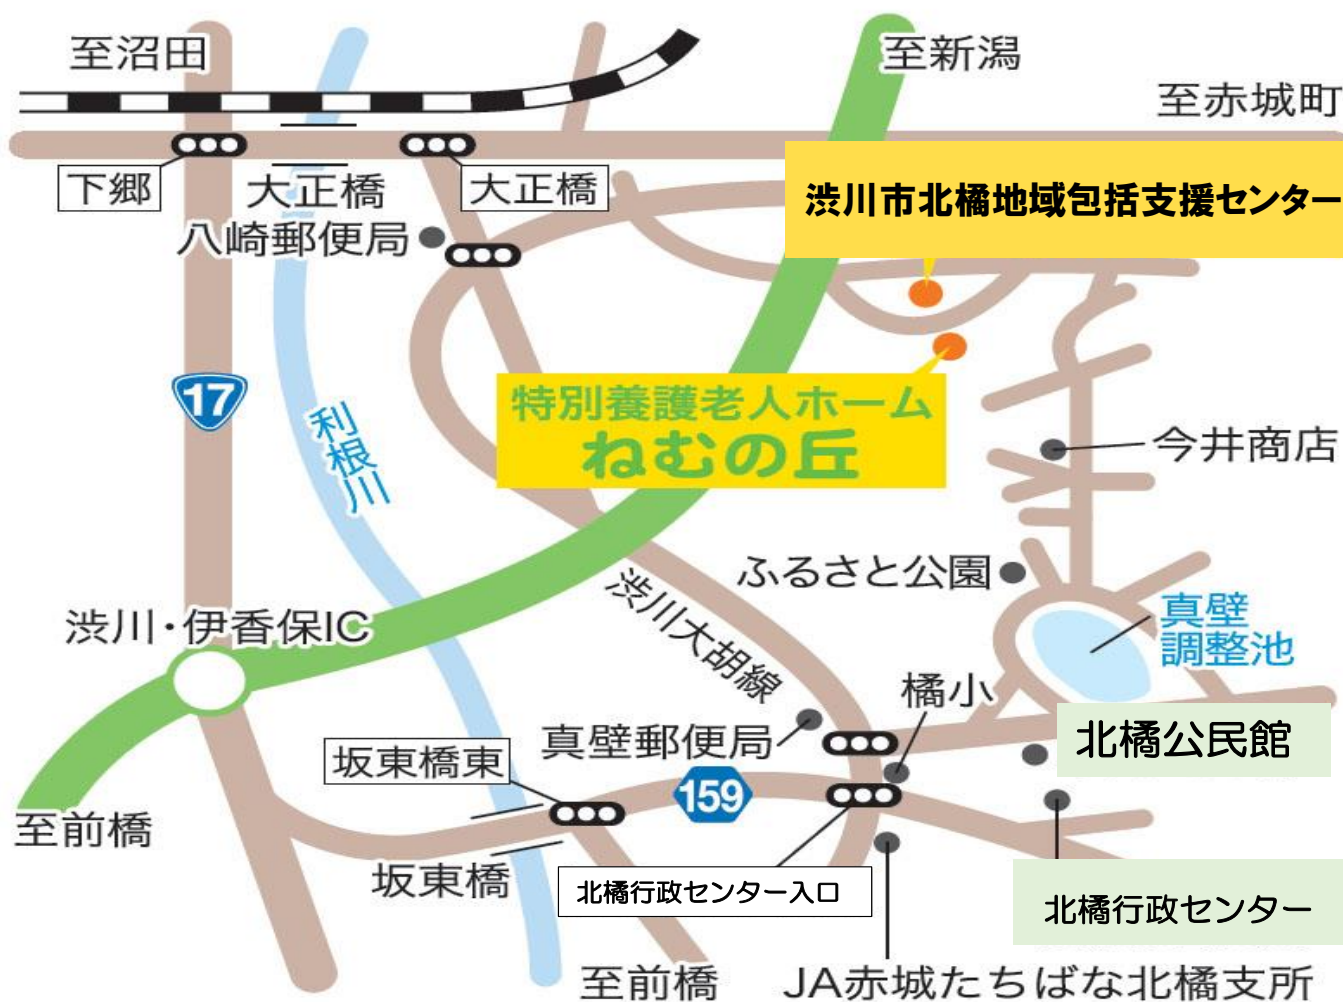 至沼田
至新潟
至赤城町
下郷
大正橋
大正橋
渋川市北橘地域包括支援センター
八崎郵便局
17
利根川
特別養護老人ホーム
ねむの丘
今井商店
ふるさと公園
渋川大胡線
真壁
調整池
渋川・伊香保IC
橘小
北橘公民館
真壁郵便局
坂東橋東
159
至前橋
坂東橋
北橘行政センター入口
北橘行政センター
至前橋
JA赤城たちばな北橘支所